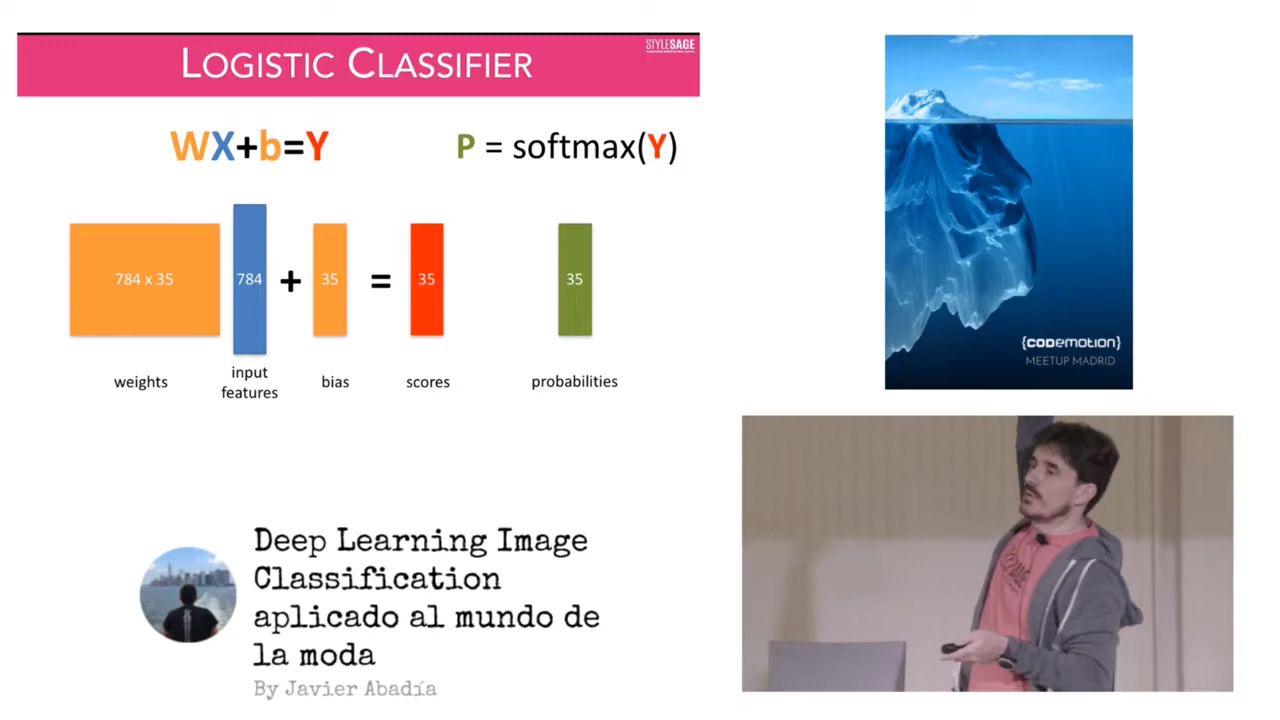 LOGISTIC CLASSIFIER
STYLESAGE
WX+b=Y
P = softmax(Y)
784 x 35
784
+
35
=
35
35
weights
input
features
bias
scores
probabilities
{CODEMOTION}
MEETUP MADRID
Deep Learning Image
Classification
aplicado al mundo de
la moda
By Javier Abadía